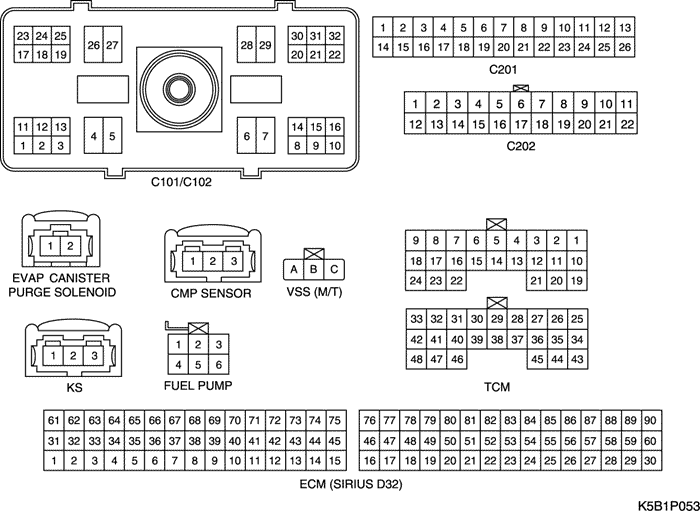 23 24 25 26 27 28 29 30 31 32
17 18 19 20 21 22
11 12 13 4 5 6 7 14 15 16
1 2 3 8 9 10
C101/C102
1 2 3 4 5 6 7 8 9 10 11 12 13
14 15 16 17 18 19 20 21 22 23 24 25 26
C201
1 2 3 4 5 6 7 8 9 10 11
12 13 14 15 16 17 18 19 20 21 22
C202
1 2
EVAP CANISTER
PURGE SOLENOID
1 2 3
CMP SENSOR
A B C
VSS (M/T)
9 8 7 6 5 4 3 2 1
18 17 16 15 14 13 12 11 10
24 23 22 21 20 19
1 2 3
KS
1 2 3
4 5 6
FUEL PUMP
33 32 31 30 29 28 27 26 25
42 41 40 39 38 37 36 35 34
48 47 46 45 44 43
TCM
61 62 63 64 65 66 67 68 69 70 71 72 73 74 75 76 77 78 79 80 81 82 83 84 85 86 87 88 89 90
31 32 33 34 35 36 37 38 39 40 41 42 43 44 45 46 47 48 49 50 51 52 53 54 55 56 57 58 59 60
1 2 3 4 5 6 7 8 9 10 11 12 13 14 15 16 17 18 19 20 21 22 23 24 25 26 27 28 29 30
ECM (SIRIUS D32)
K5B1P053